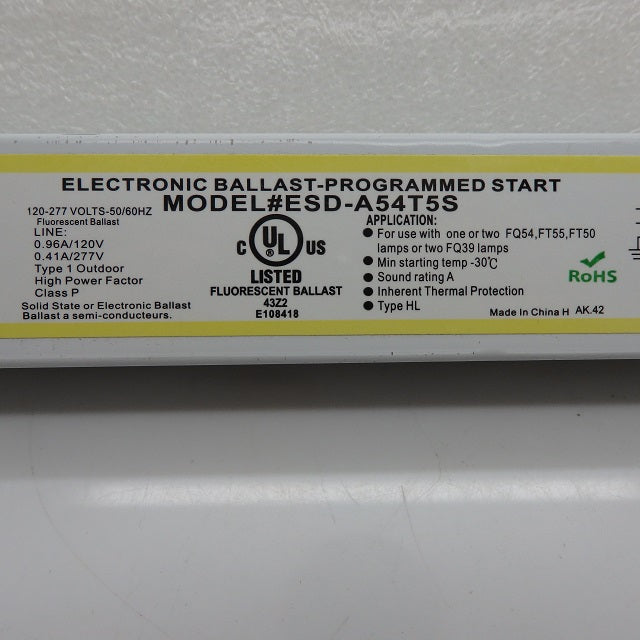 ELECTRONIC BALLAST-PROGRAMMED START
MODEL#ESD-A54T5S
120-277 VOLTS-50/60HZ
Fluorescent Ballast
LINE:
0.96A/120V
0.41A/277V
Type 1 Outdoor
High Power Factor
Class P
Solid State or Electronic Ballast
Ballast a semi-conducteurs.
C UL US
LISTED
FLUORESCENT BALLAST
43Z2
E108418
APPLICATION:
● For use with one or two FQ54,FT55,FT50
lamps or two FQ39 lamps
● Min starting temp -30℃
● Sound rating A
● Inherent Thermal Protection
● Type HL
RoHS
Made In China H AK.42